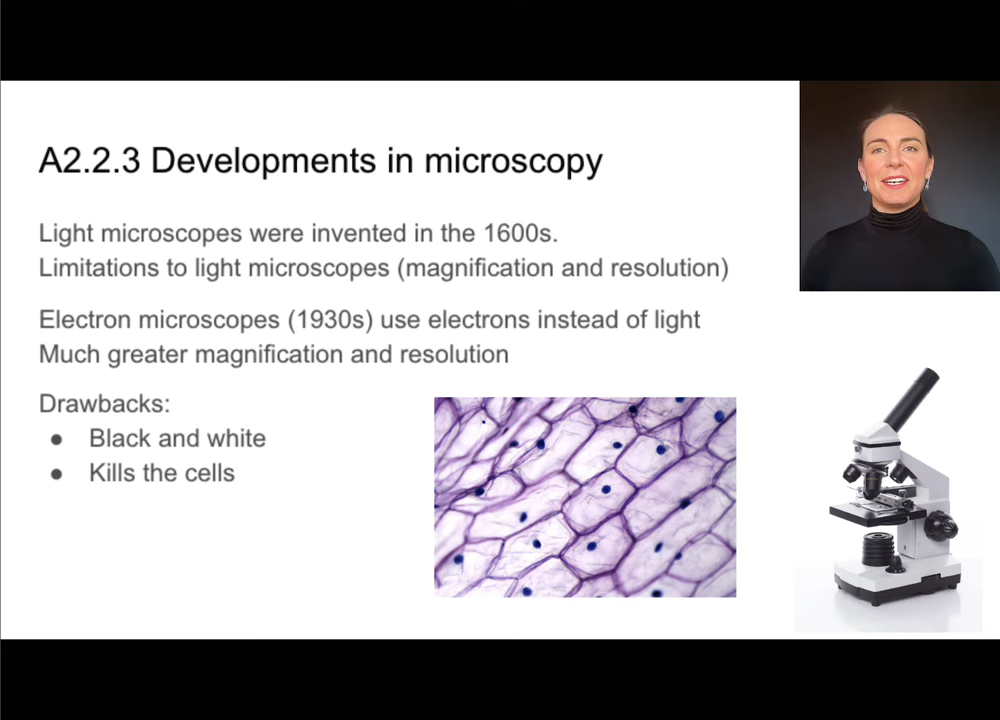 A2.2.3 Developments in microscopy
Light microscopes were invented in the 1600s.
Limitations to light microscopes (magnification and resolution)
Electron microscopes (1930s) use electrons instead of light
Much greater magnification and resolution
Drawbacks:
● Black and white
● Kills the cells